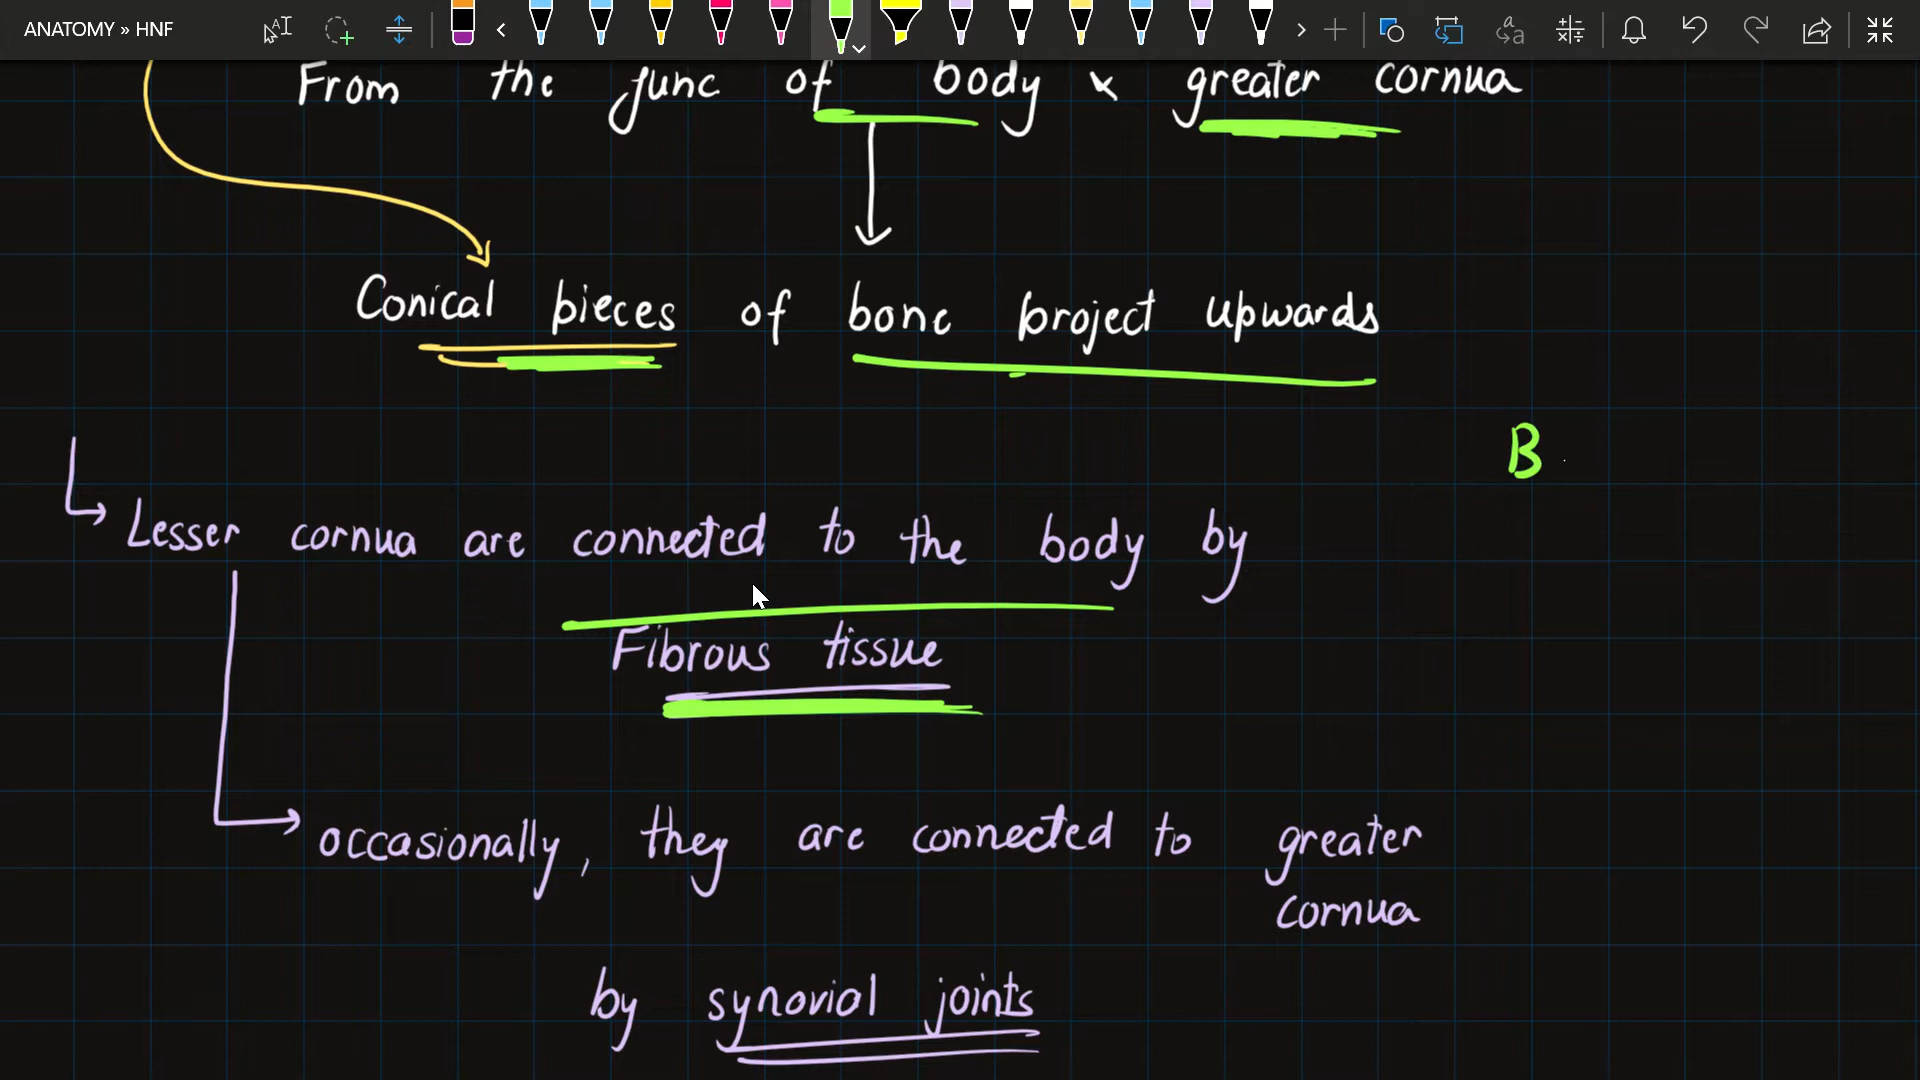 ANATOMY » HNF
From the junc of body & greater cornua
Conical pieces of bone project upwards
B
Lesser cornua are connected to the body by
Fibrous tissue
occasionally, they are connected to greater
cornua
by synovial joints